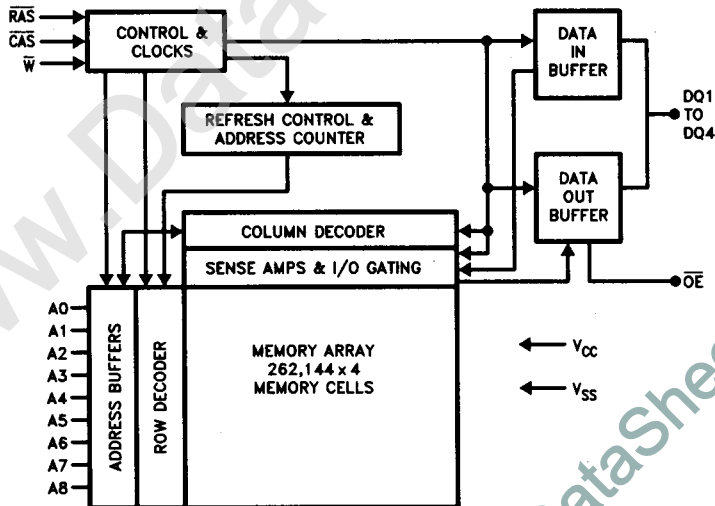 RAS
CAS
W
CONTROL &
CLOCKS
DATA
IN
BUFFER
DQ1
TO
DQ4
REFRESH CONTROL &
ADDRESS COUNTER
DATA
OUT
BUFFER
COLUMN DECODER
SENSE AMPS & I/O GATING
OE
A0
A1
A2
A3
A4
A5
A6
A7
A8
ADDRESS BUFFERS
ROW DECODER
MEMORY ARRAY
262,144 x 4
MEMORY CELLS
VCC
VSS
w.Data
ataShe